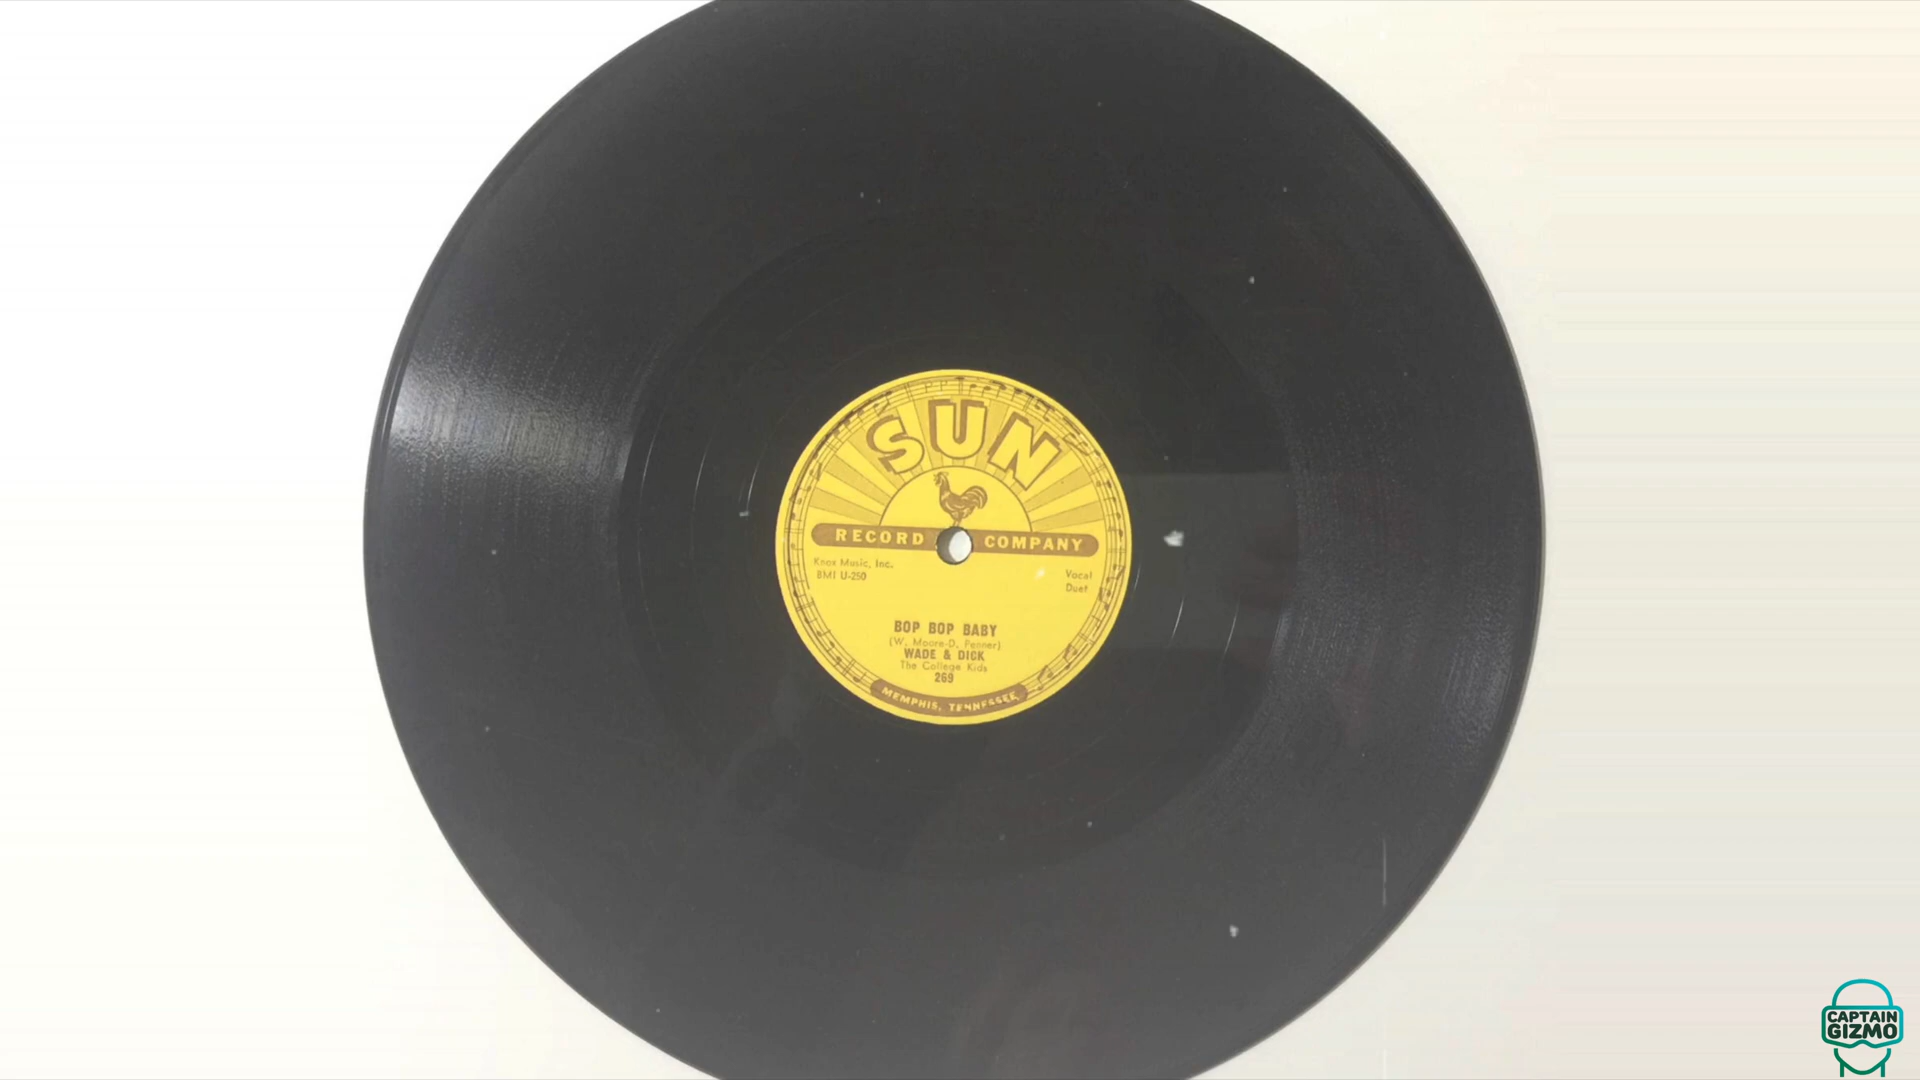 SUN
RECORD COMPANY
Knox Music, Inc.
BMI U-250
Vocal
Duet
BOP BOP BABY
(W. Moore-D. Penner)
WADE & DICK
The College Kids
269
MEMPHIS, TENNESSEE
CAPTAIN
GIZMO